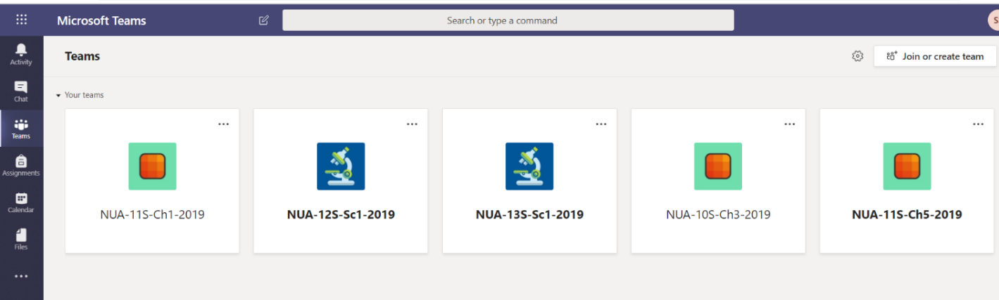 Microsoft Teams
Search or type a command
S
Activity
Chat
Teams
Assignments
Calendar
Files
Teams
Join or create team
Your teams
NUA-11S-Ch1-2019
NUA-12S-Sc1-2019
NUA-13S-Sc1-2019
NUA-10S-Ch3-2019
NUA-11S-Ch5-2019